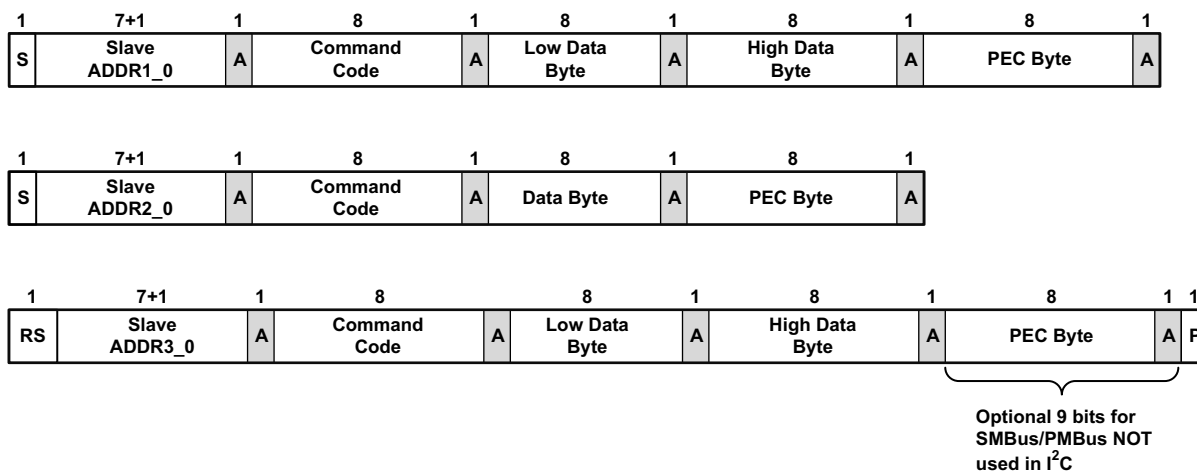 1 7+1 1 8 1 8 1 8 1 8 1
S Slave ADDR1_0 A Command Code A Low Data Byte A High Data Byte A PEC Byte A
1 7+1 1 8 1 8 1 8 1
S Slave ADDR2_0 A Command Code A Data Byte A PEC Byte A
1 7+1 1 8 8 1 8 1 8 1 1
RS Slave ADDR3_0 A Command Code A Low Data Byte A High Data Byte A PEC Byte A P
Optional 9 bits for
SMBus/PMBus NOT
used in I²C